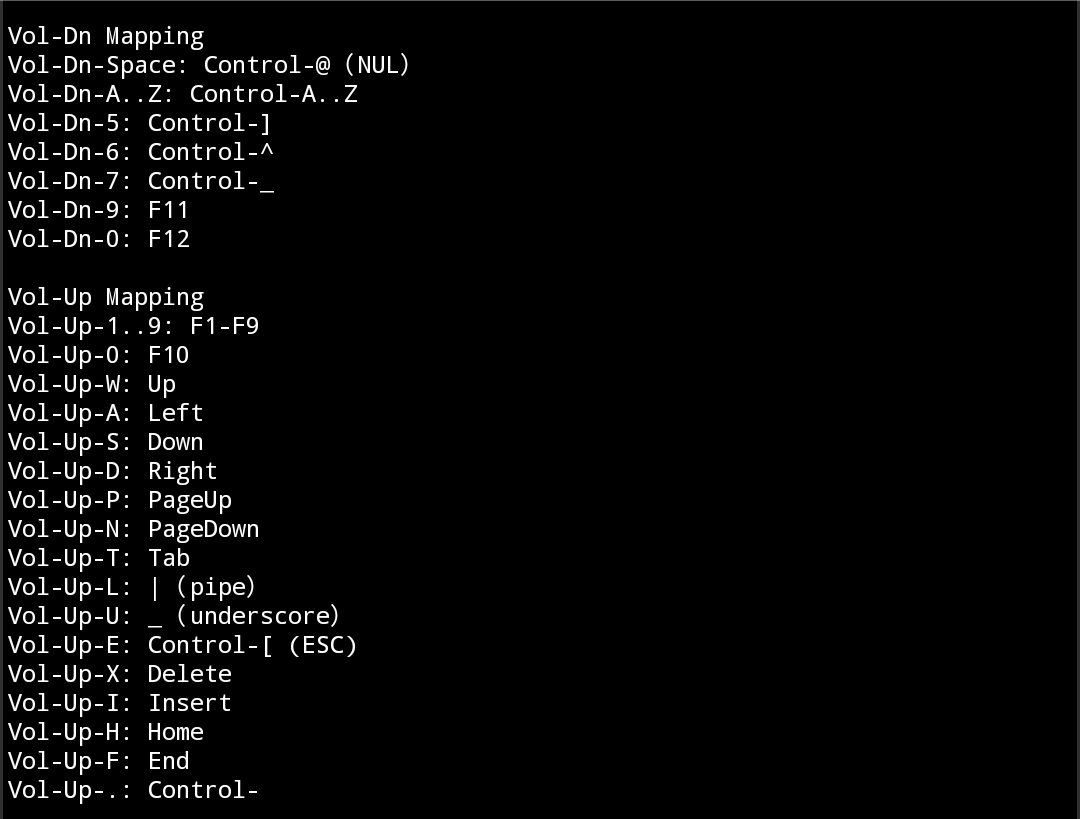 Vol-Dn Mapping
Vol-Dn-Space: Control-@ (NUL)
Vol-Dn-A..Z: Control-A..Z
Vol-Dn-5: Control-]
Vol-Dn-6: Control-^
Vol-Dn-7: Control-_
Vol-Dn-9: F11
Vol-Dn-0: F12

Vol-Up Mapping
Vol-Up-1..9: F1-F9
Vol-Up-0: F10
Vol-Up-W: Up
Vol-Up-A: Left
Vol-Up-S: Down
Vol-Up-D: Right
Vol-Up-P: PageUp
Vol-Up-N: PageDown
Vol-Up-T: Tab
Vol-Up-L: | (pipe)
Vol-Up-U: _ (underscore)
Vol-Up-E: Control-[ (ESC)
Vol-Up-X: Delete
Vol-Up-I: Insert
Vol-Up-H: Home
Vol-Up-F: End
Vol-Up-.: Control-